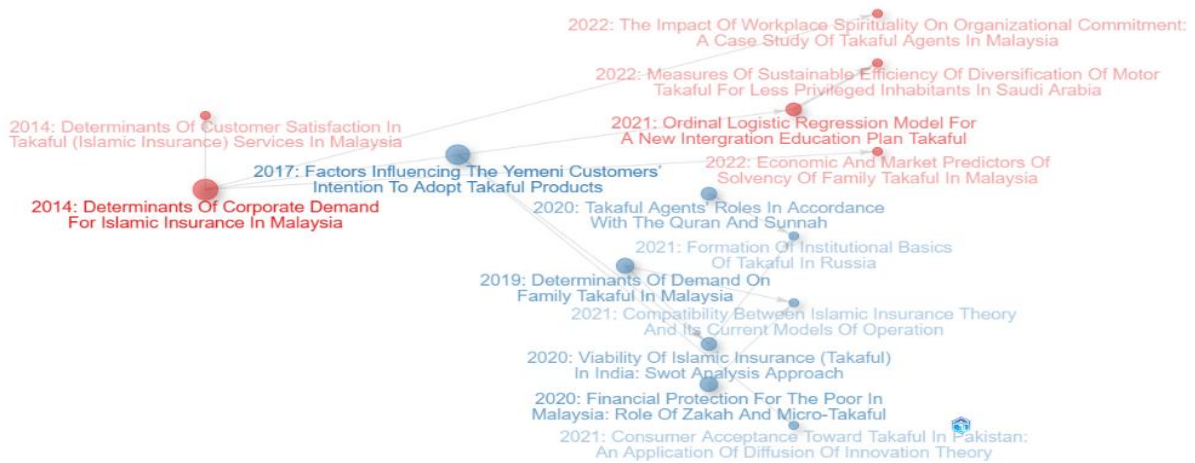 2022: The Impact Of Workplace Spirituality On Organizational Commitment:
A Case Study Of Takaful Agents In Malaysia
2022: Measures Of Sustainable Efficiency Of Diversification Of Motor
Takaful For Less Privileged Inhabitants In Saudi Arabia
2014: Determinants Of Customer Satisfaction In
Takaful (Islamic Insurance) Services In Malaysia
2021: Ordinal Logistic Regression Model For
A New Intergration Education Plan Takaful
2017: Factors Influencing The Yemeni Customers'
Intention To Adopt Takaful Products
2022: Economic And Market Predictors Of
Solvency Of Family Takaful In Malaysia
2014: Determinants Of Corporate Demand
For Islamic Insurance In Malaysia
2020: Takaful Agents' Roles In Accordance
With The Quran And Sunnah
2021: Formation Of Institutional Basics
Of Takaful In Russia
2019: Determinants Of Demand On
Family Takaful In Malaysia
2021: Compatibility Between Islamic Insurance Theory
And Its Current Models Of Operation
2020: Viability Of Islamic Insurance (Takaful)
In India: Swot Analysis Approach
2020: Financial Protection For The Poor In
Malaysia: Role Of Zakah And Micro-Takaful
2021: Consumer Acceptance Toward Takaful In Pakistan:
An Application Of Diffusion Of Innovation Theory